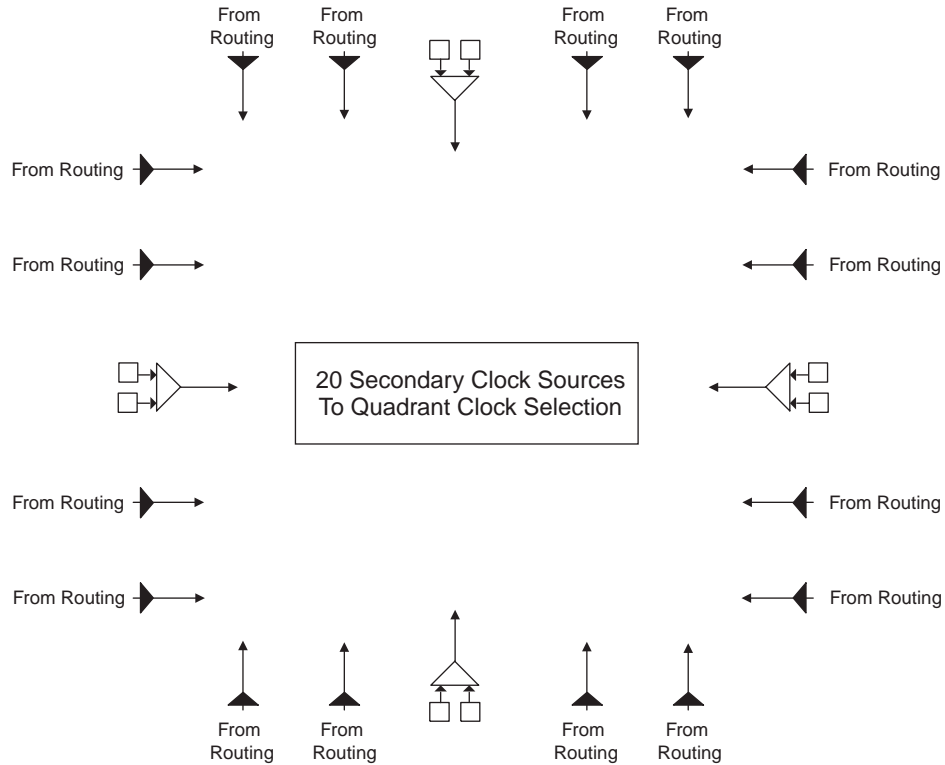 From
Routing
From
Routing
From
Routing
From
Routing
From Routing
From Routing
From Routing
From Routing
20 Secondary Clock Sources
To Quadrant Clock Selection
From Routing
From Routing
From Routing
From Routing
From
Routing
From
Routing
From
Routing
From
Routing